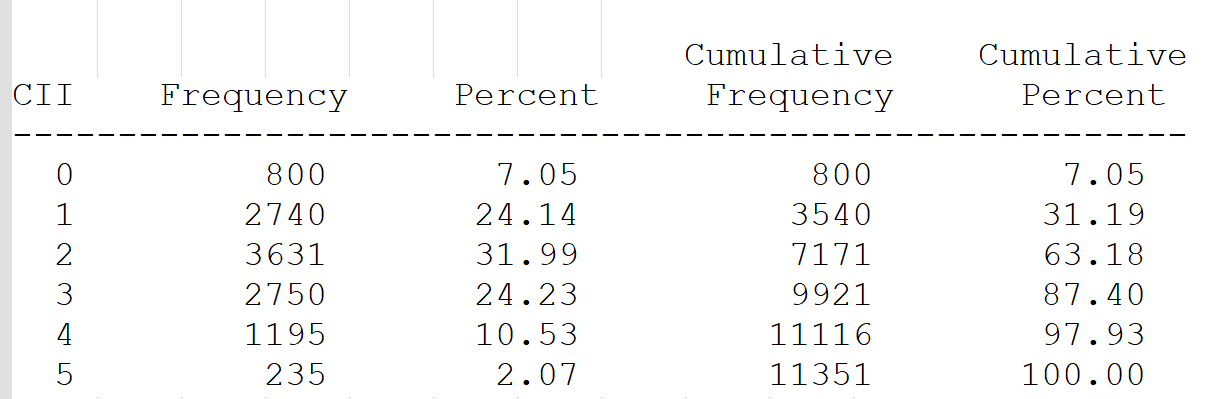 Cumulative Cumulative
CII Frequency Percent Frequency Percent
-----------------------------------------------------------------
0 800 7.05 800 7.05
1 2740 24.14 3540 31.19
2 3631 31.99 7171 63.18
3 2750 24.23 9921 87.40
4 1195 10.53 11116 97.93
5 235 2.07 11351 100.00